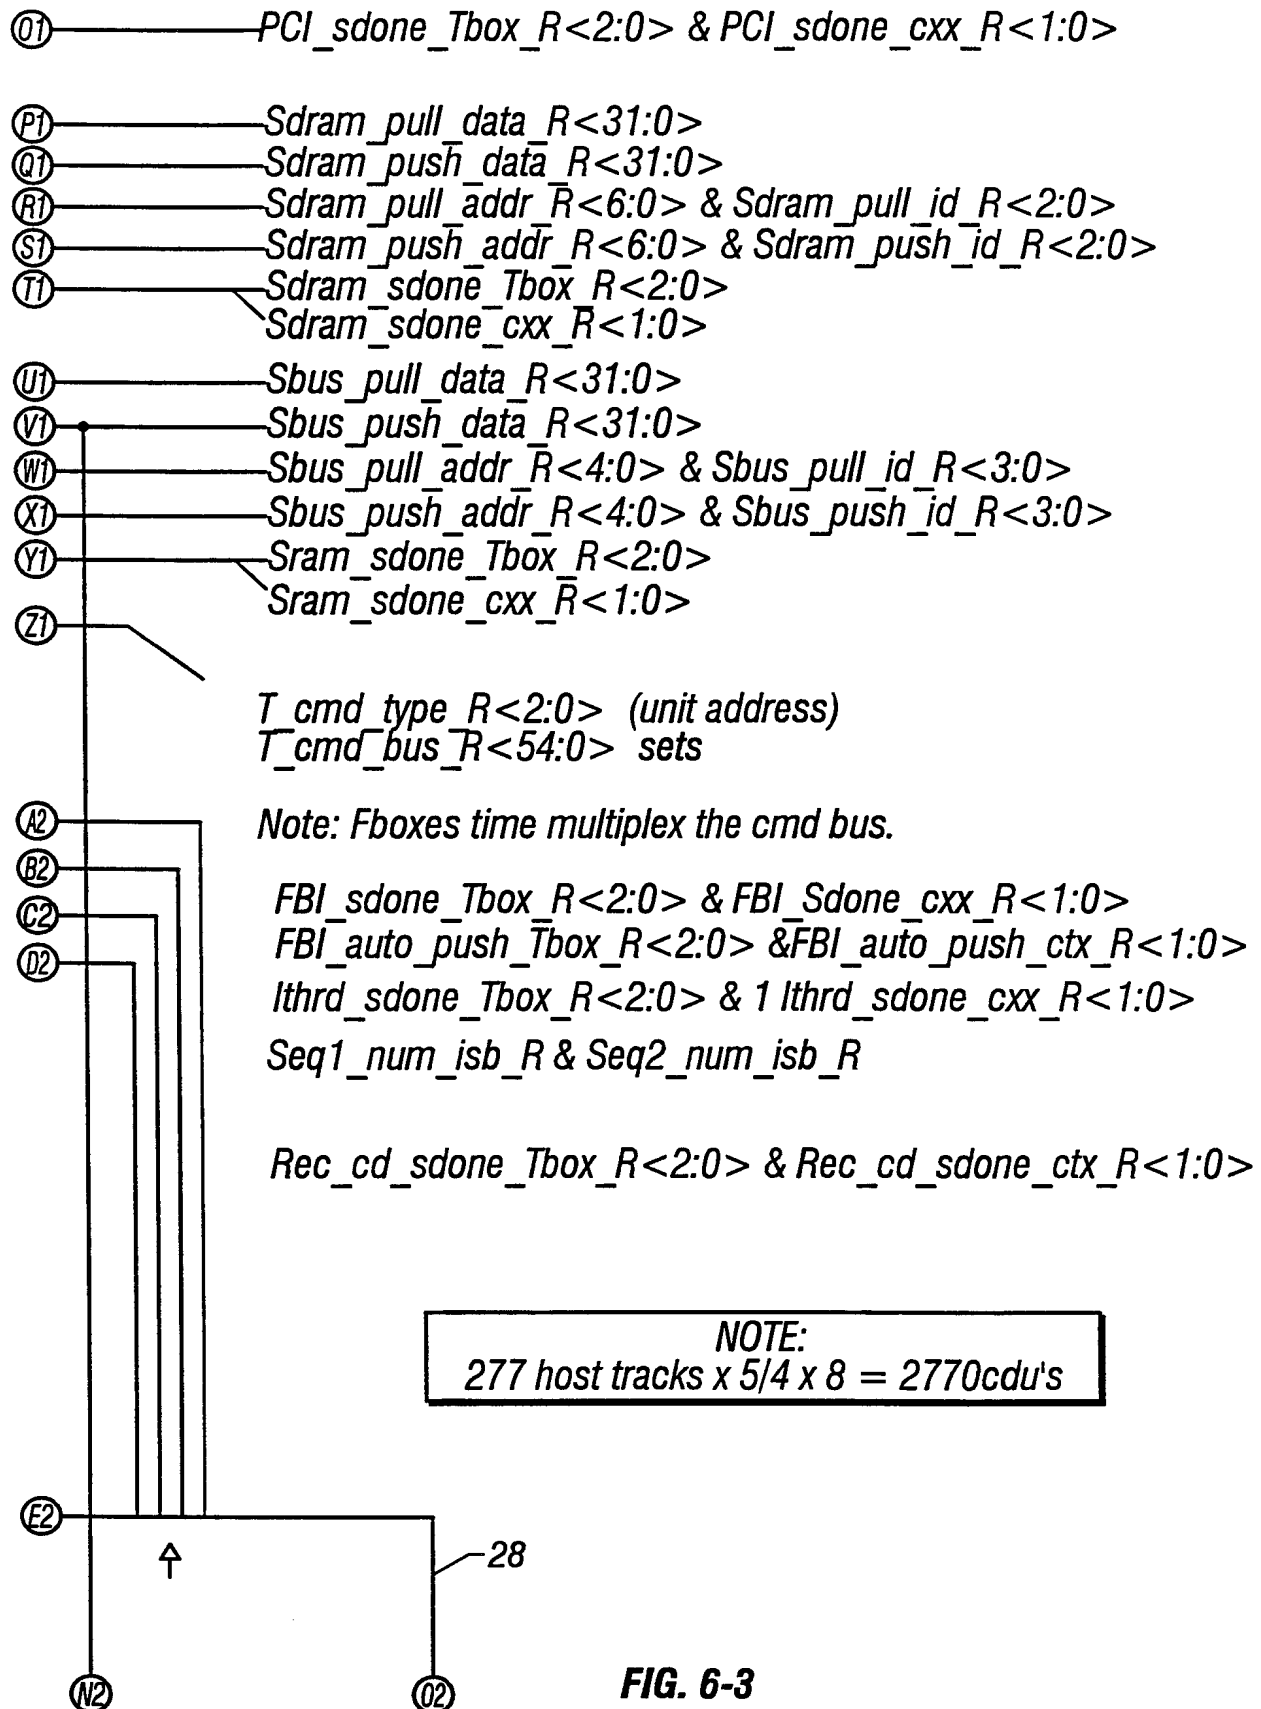 O1 PCI_sdone_Tbox_R<2:0> & PCI_sdone_cxx_R<1:0>
P1 Sdram_pull_data_R<31:0>
Q1 Sdram_push_data_R<31:0>
R1 Sdram_pull_addr_R<6:0> & Sdram_pull_id_R<2:0>
S1 Sdram_push_addr_R<6:0> & Sdram_push_id_R<2:0>
T1 Sdram_sdone_Tbox_R<2:0>
Sdram_sdone_cxx_R<1:0>
U1 Sbus_pull_data_R<31:0>
V1 Sbus_push_data_R<31:0>
W1 Sbus_pull_addr_R<4:0> & Sbus_pull_id_R<3:0>
X1 Sbus_push_addr_R<4:0> & Sbus_push_id_R<3:0>
Y1 Sram_sdone_Tbox_R<2:0>
Sram_sdone_cxx_R<1:0>
Z1
T_cmd_type_R<2:0> (unit address)
T_cmd_bus_R<54:0> sets
A2 Note: Fboxes time multiplex the cmd bus.
B2
FBI_sdone_Tbox_R<2:0> & FBI_Sdone_cxx_R<1:0>
C2
FBI_auto_push_Tbox_R<2:0> &FBI_auto_push_ctx_R<1:0>
D2
Ithrd_sdone_Tbox_R<2:0> & 1 Ithrd_sdone_cxx_R<1:0>
Seq1_num_isb_R & Seq2_num_isb_R
Rec_cd_sdone_Tbox_R<2:0> & Rec_cd_sdone_ctx_R<1:0>
NOTE:
277 host tracks x 5/4 x 8 = 2770cdu's
E2
28
N2
O2
FIG. 6-3